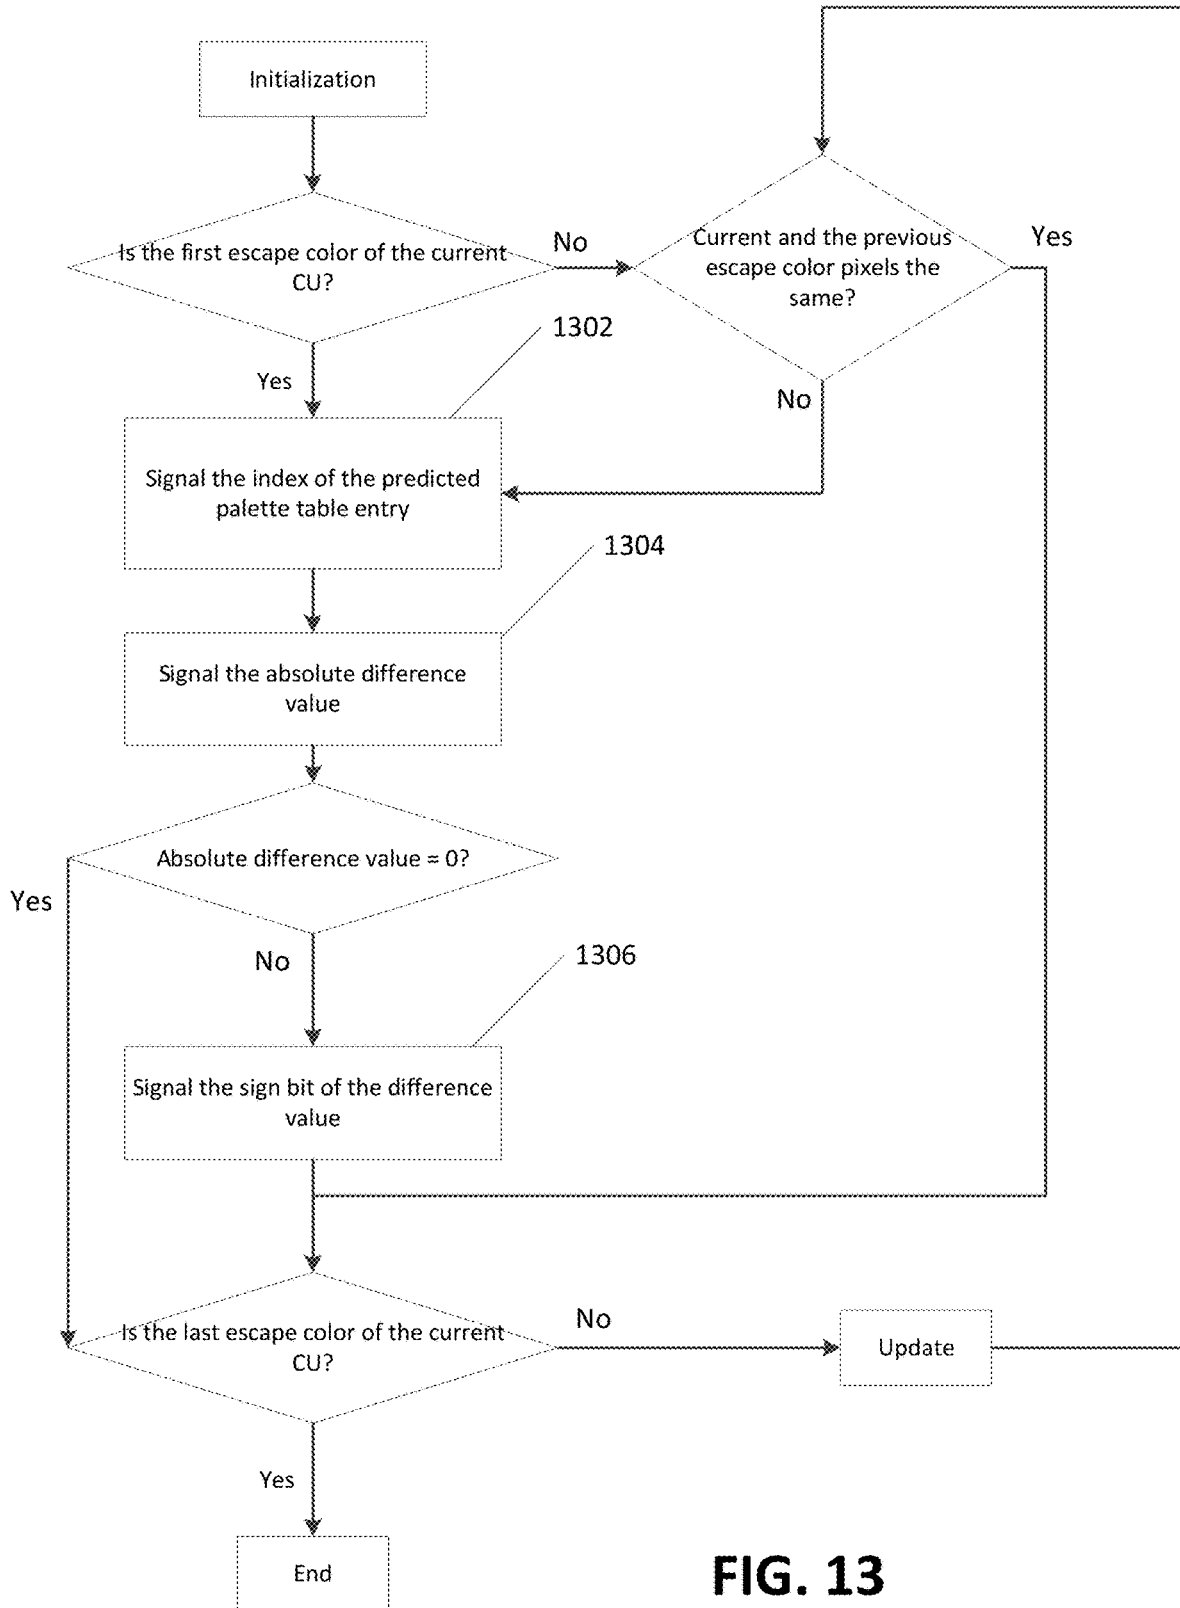 Initialization
Is the first escape color of the current
CU?
No
Current and the previous
escape color pixels the
same?
Yes
1302
Yes
No
Signal the index of the predicted
palette table entry
1304
Signal the absolute difference
value
Absolute difference value = 0?
Yes
No
1306
Signal the sign bit of the difference
value
Is the last escape color of the current
CU?
No
Update
Yes
End
FIG. 13